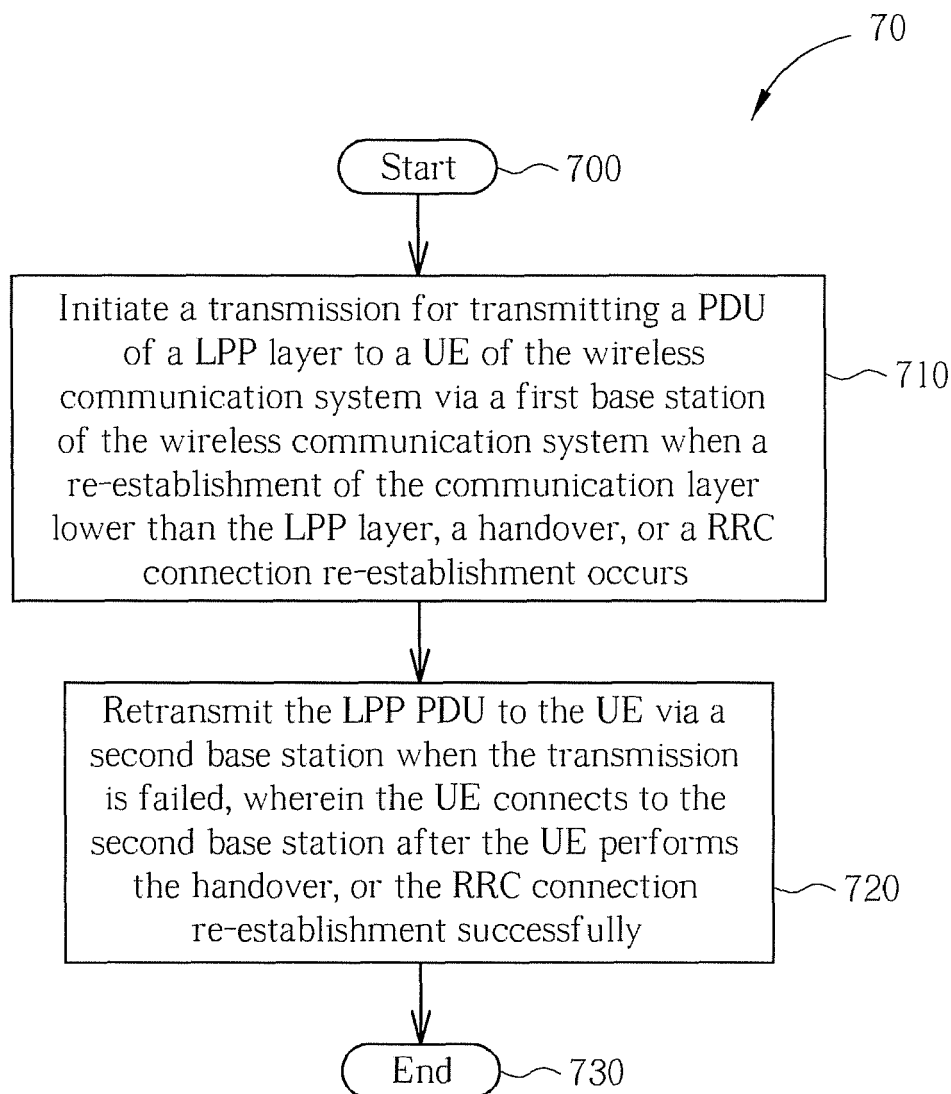 70
Start
700
Initiate a transmission for transmitting a PDU
of a LPP layer to a UE of the wireless
communication system via a first base station
of the wireless communication system when a
re-establishment of the communication layer
lower than the LPP layer, a handover, or a RRC
connection re-establishment occurs
710
Retransmit the LPP PDU to the UE via a
second base station when the transmission
is failed, wherein the UE connects to the
second base station after the UE performs
the handover, or the RRC connection
re-establishment successfully
720
End
730